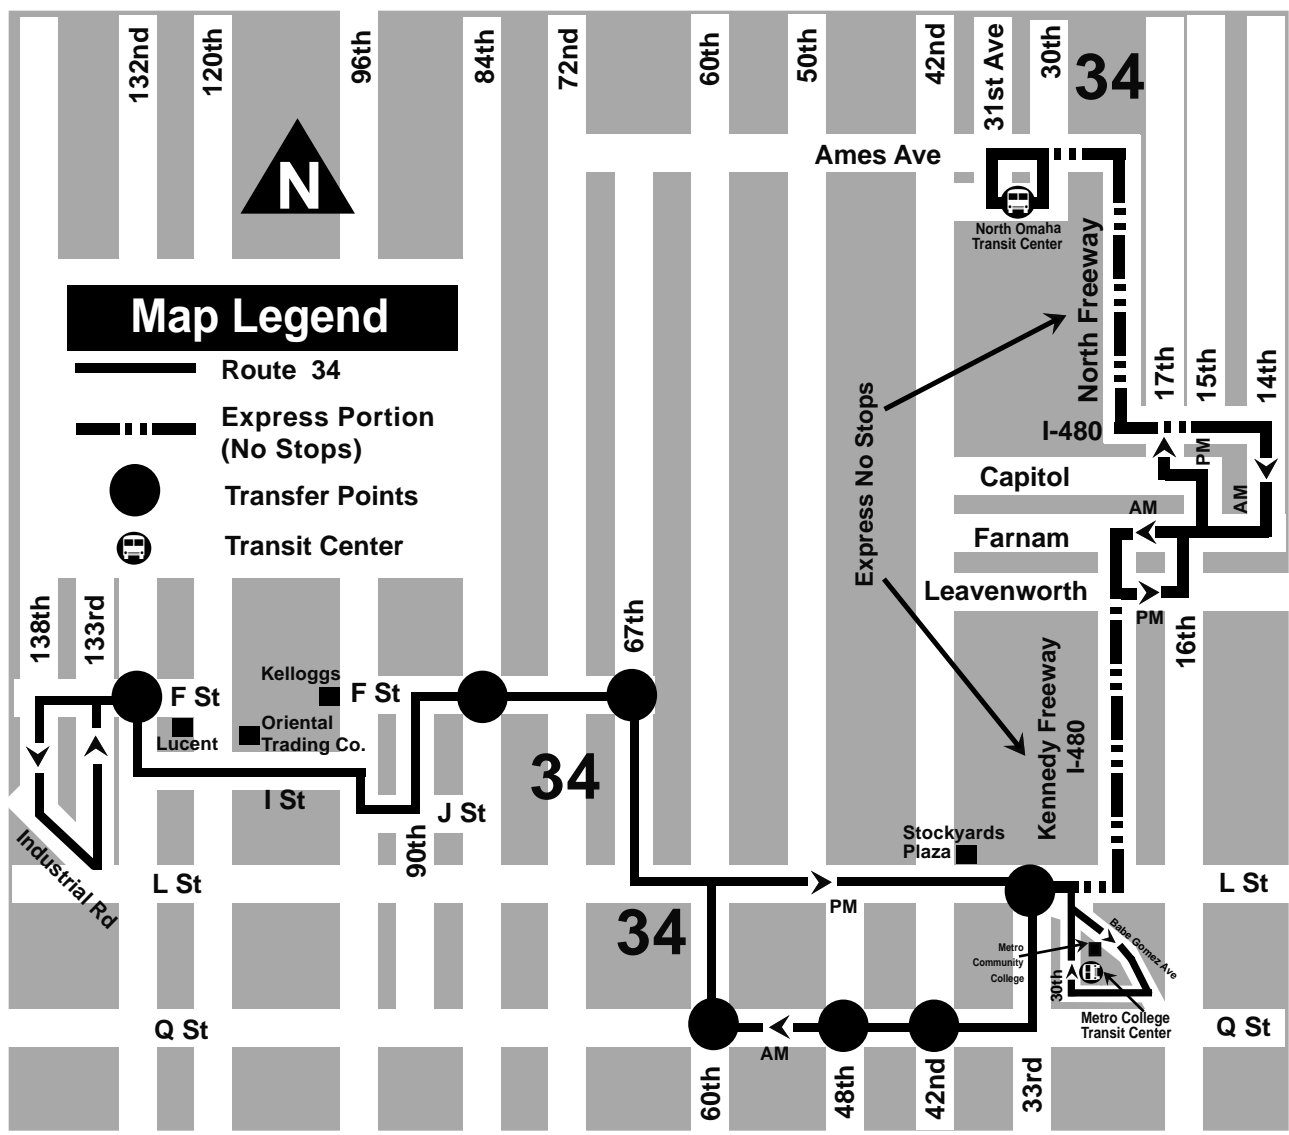 132nd
120th
96th
84th
72nd
60th
50th
42nd
31st Ave
30th
34
N
Ames Ave
North Omaha
Transit Center
North Freeway
Map Legend
Route 34
Express Portion
(No Stops)
Transfer Points
Transit Center
Express No Stops
17th
15th
14th
I-480
PM
AM
Capitol
AM
Farnam
Leavenworth
PM
16th
138th
133rd
67th
F St
Kelloggs
F St
Lucent
Oriental
Trading Co.
I St
34
J St
90th
Kennedy Freeway
I-480
Stockyards
Plaza
Industrial Rd
L St
PM
L St
34
Metro
Community
College
Babe Gomez Ave
30th
Metro College
Transit Center
Q St
AM
Q St
60th
48th
42nd
33rd